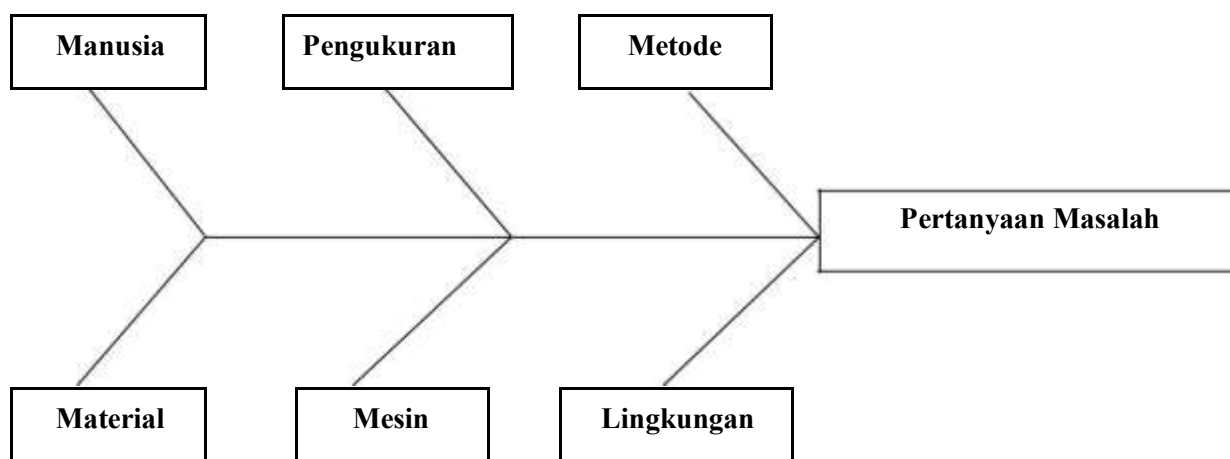 Manusia
Pengukuran
Metode
Pertanyaan Masalah
Material
Mesin
Lingkungan